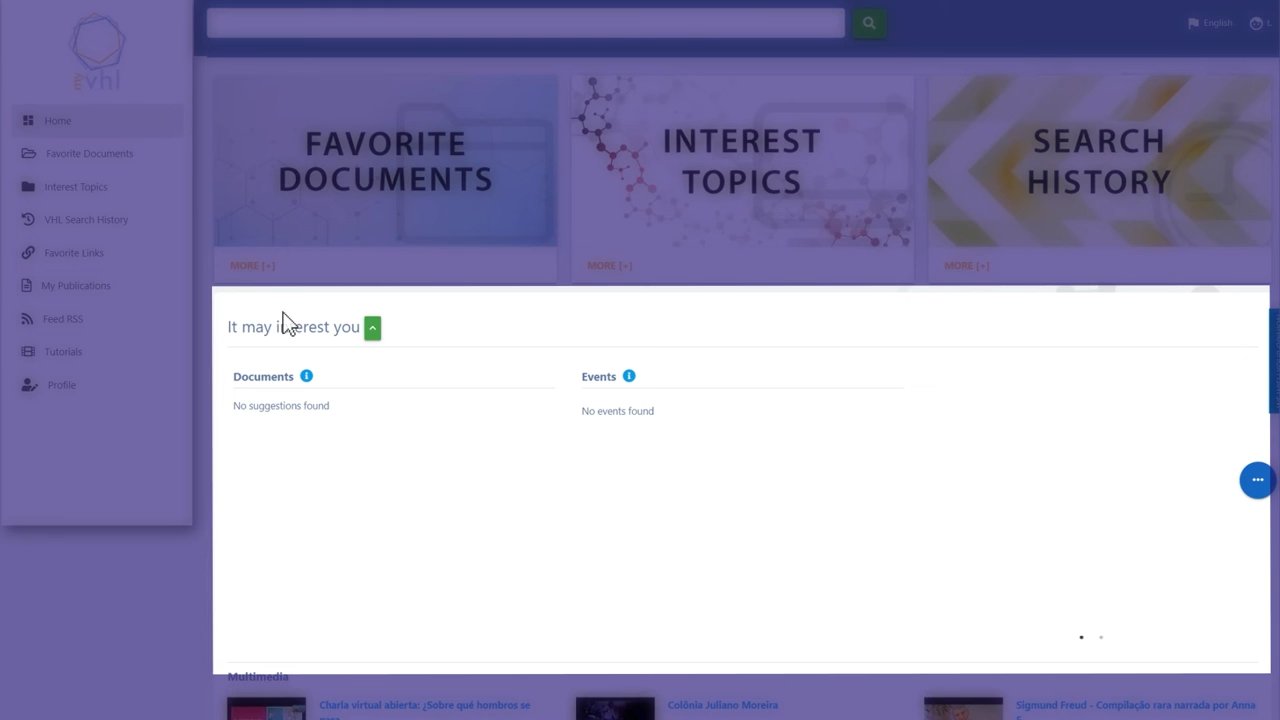 vhl
English
Home
Favorite Documents
Interest Topics
VHL Search History
Favorite Links
My Publications
Feed RSS
Tutorials
Profile
FAVORITE
DOCUMENTS
MORE [+]
INTEREST
TOPICS
MORE [+]
SEARCH
HISTORY
MORE [+]
It may interest you
Documents
No suggestions found
Events
No events found
Multimedia
Charla virtual abierta: ¿Sobre qué hombros se
Colônia Juliano Moreira
Sigmund Freud - Compilação rara narrada por Anna